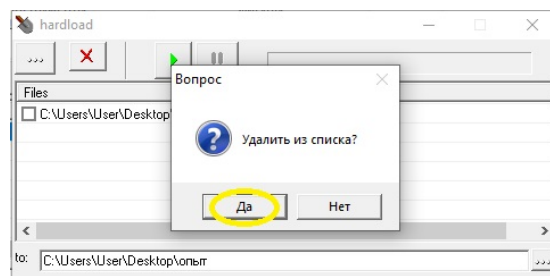 hardload
...
Вопрос
Files
C:\Users\User\Desktop
Удалить из списка?
Да
Нет
to: C:\Users\User\Desktop\опыт
...